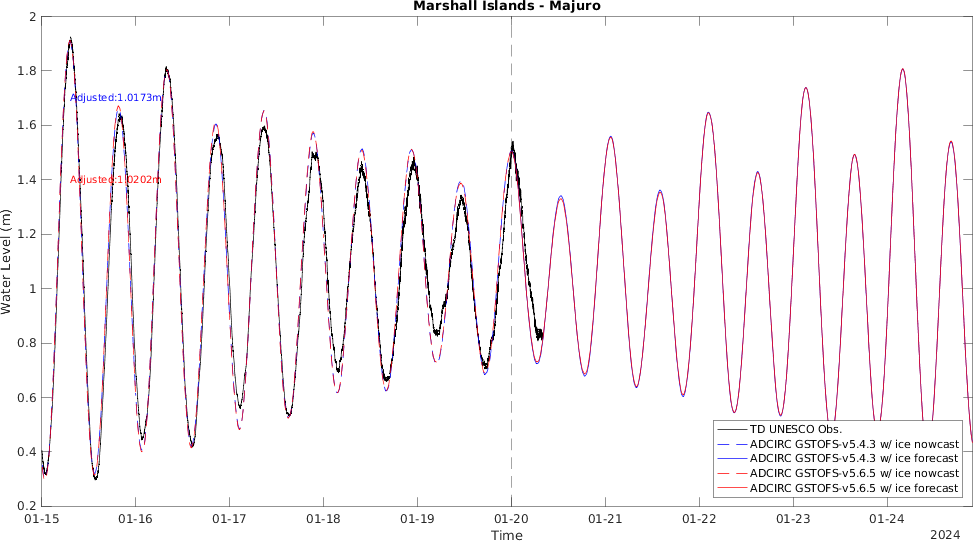 Marshall Islands - Majuro
2
1.8
1.6
1.4
1.2
1
0.8
0.6
0.4
0.2
Water Level (m)
Adjusted:1.0173m
Adjusted:1.0202m
TD UNESCO Obs.
ADCIRC GSTOFS-v5.4.3 w/ ice nowcast
ADCIRC GSTOFS-v5.4.3 w/ ice forecast
ADCIRC GSTOFS-v5.6.5 w/ ice nowcast
ADCIRC GSTOFS-v5.6.5 w/ ice forecast
01-15 01-16 01-17 01-18 01-19 01-20 01-21 01-22 01-23 01-24
Time
2024